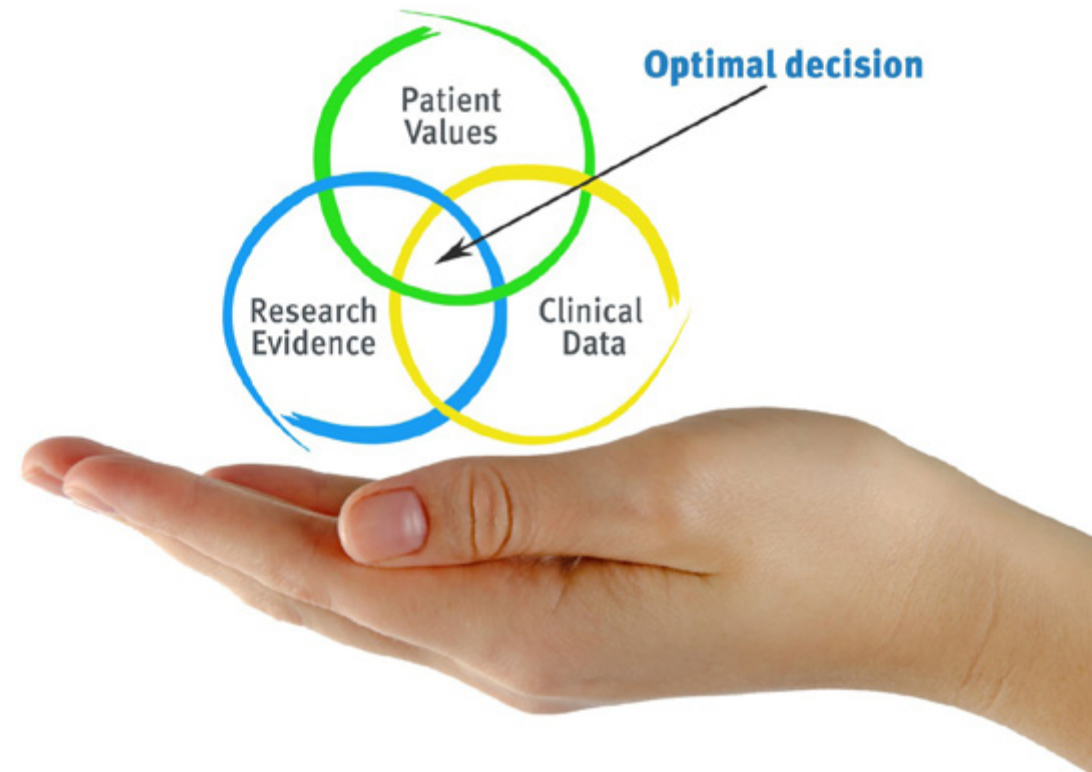 Optimal decision
Patient
Values
Research
Evidence
Clinical
Data